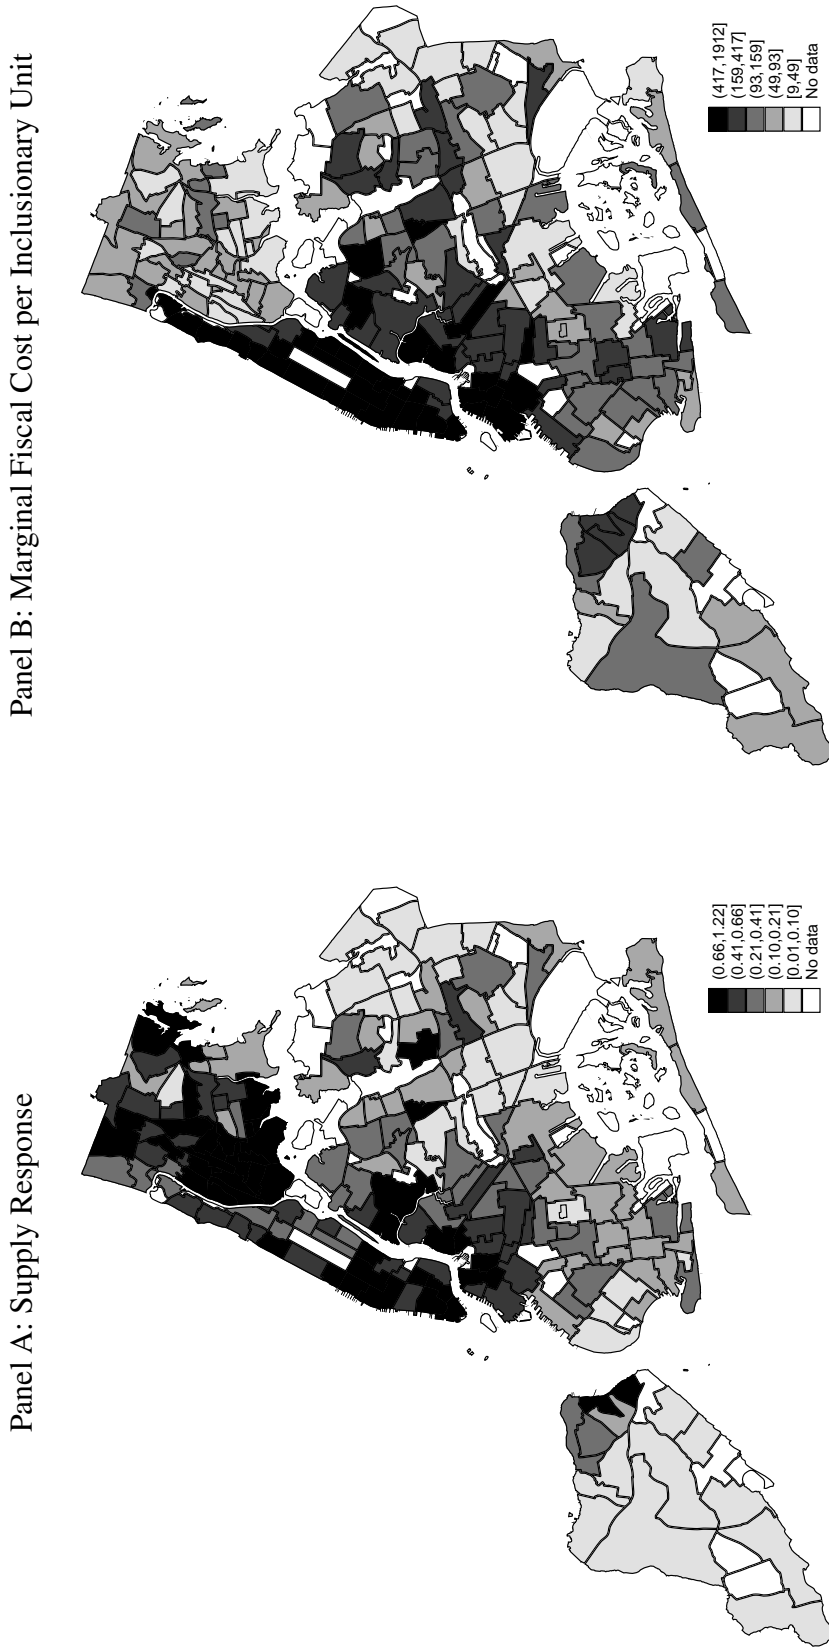 Panel A: Supply Response
(0.66,1.22]
(0.41,0.66]
(0.21,0.41]
(0.10,0.21]
[0.01,0.10]
No data
Panel B: Marginal Fiscal Cost per Inclusionary Unit
(417,1912]
(159,417]
(93,159]
(49,93]
[9,49]
No data